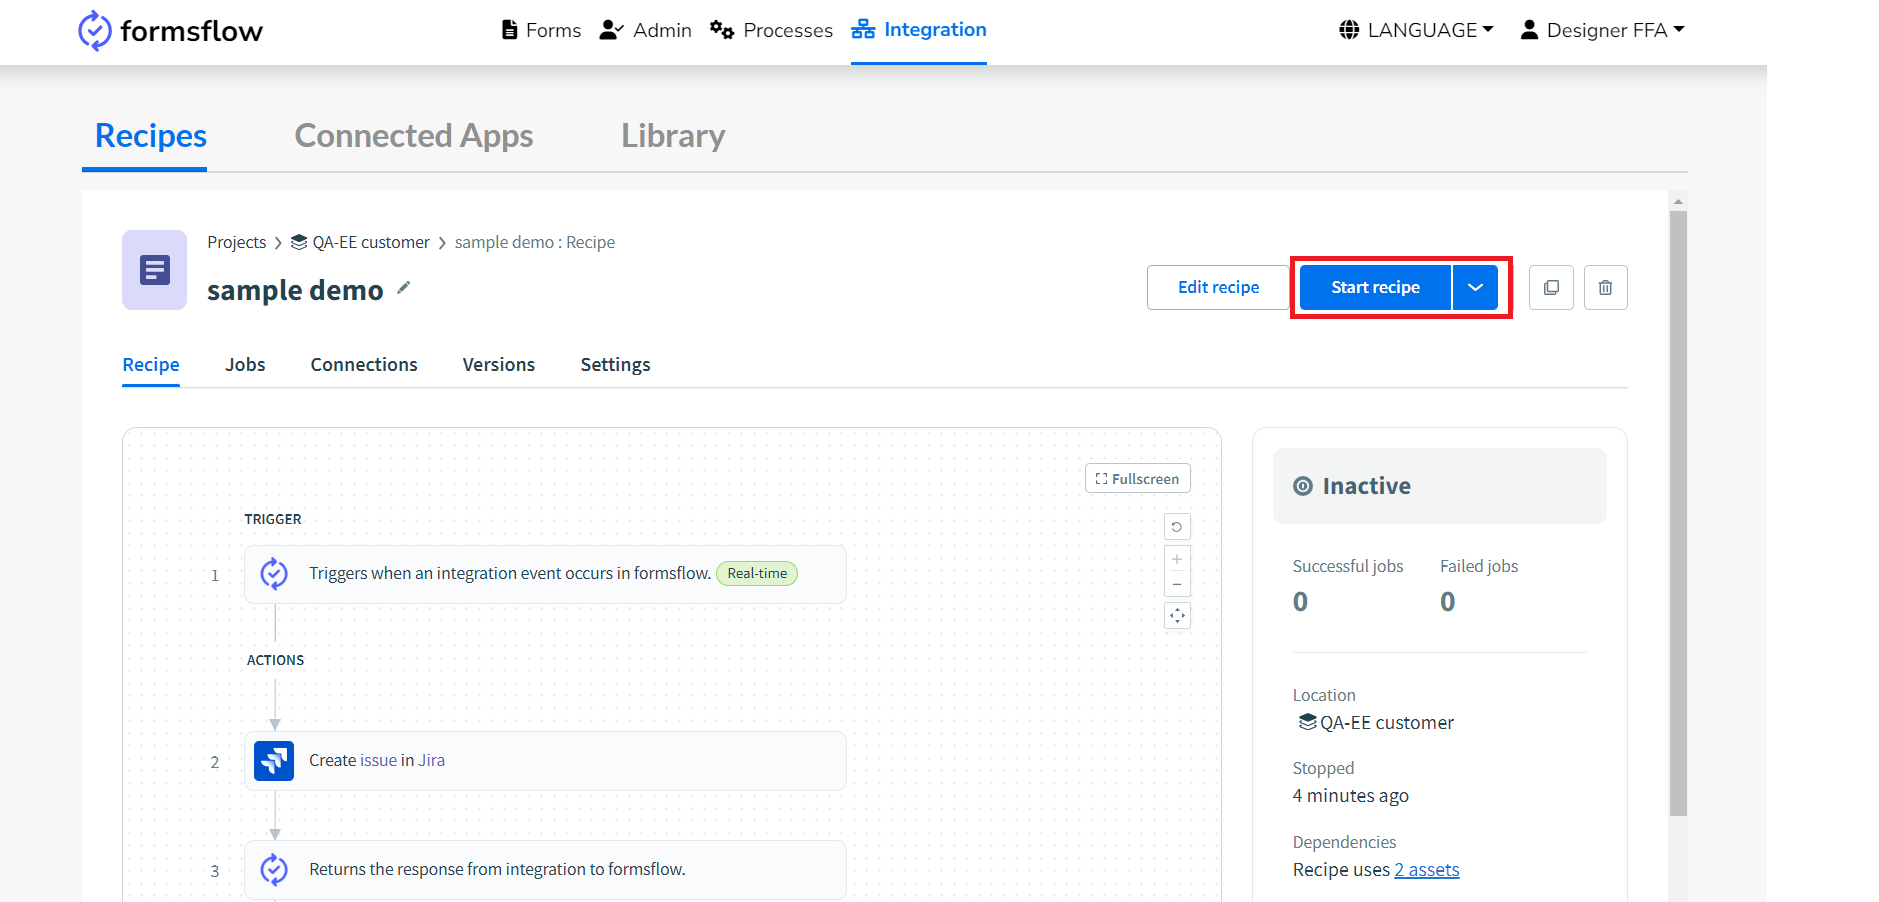 formsflow
Forms Admin Processes Integration LANGUAGE Designer FFA
Recipes Connected Apps Library
Projects QA-EE customer sample demo : Recipe
sample demo
Edit recipe Start recipe
Recipe Jobs Connections Versions Settings
Fullscreen
TRIGGER
1 Triggers when an integration event occurs in formsflow. Real-time
ACTIONS
2 Create issue in Jira
3 Returns the response from integration to formsflow.
Inactive
Successful jobs Failed jobs
0 0
Location
QA-EE customer
Stopped
4 minutes ago
Dependencies
Recipe uses 2 assets